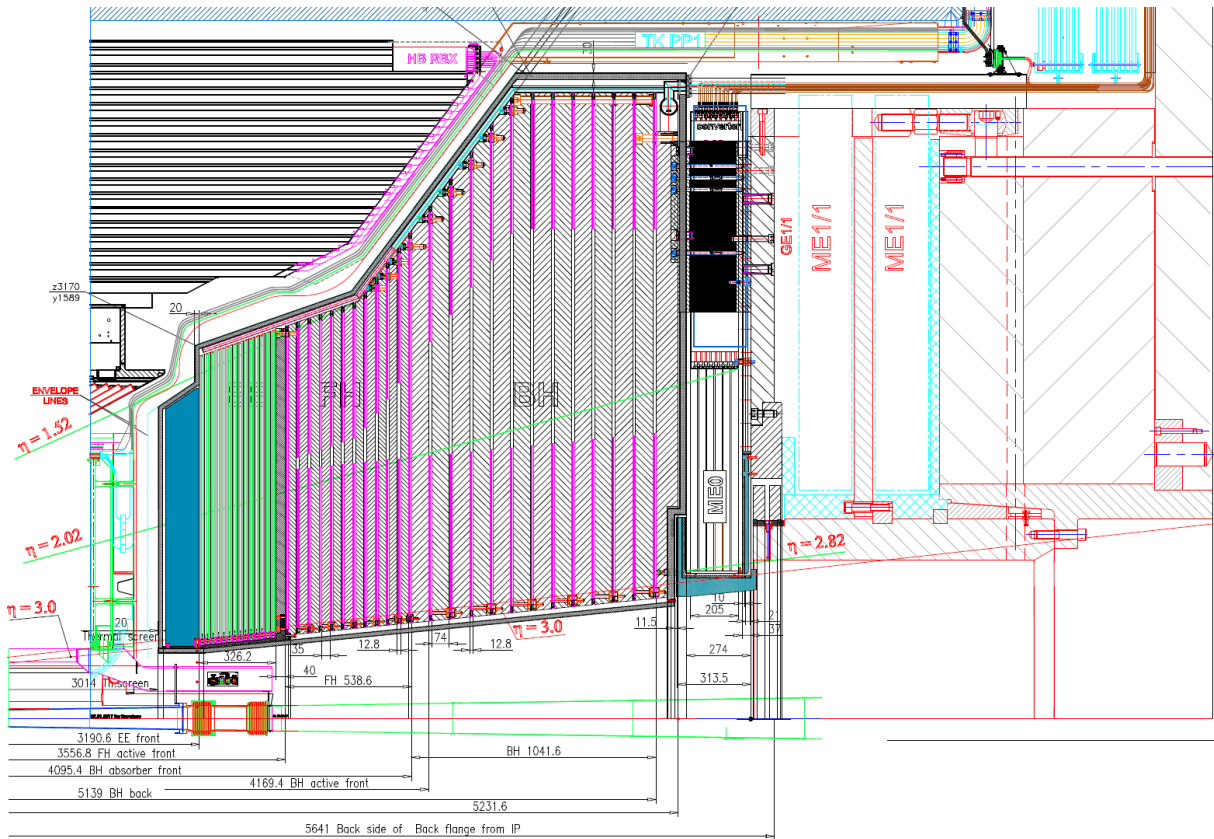 TK PP1
HB RBX
30
converter
z3170
y1589
20
GE1/1
ME1/1
ME1/1
ENVELOPE
LINES
FH
BH
η = 1.52
ME0
η = 2.02
η = 2.82
η = 3.0
20
Thermal screen
326.2
35
12.8
74
12.8
η = 3.0
11.5
10
205
21
37
40
274
3014 Th.screen
FH 538.6
313.5
3190.6 EE front
3556.8 FH active front
BH 1041.6
4095.4 BH absorber front
4169.4 BH active front
5139 BH back
5231.6
5641 Back side of Back flange from IP